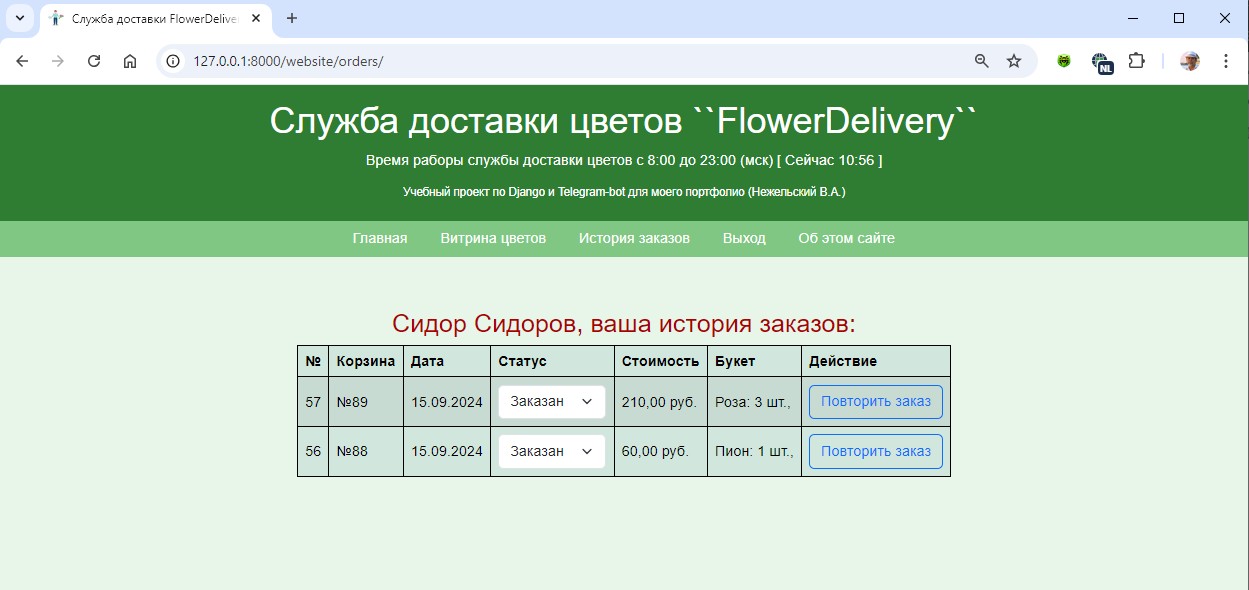 Служба доставки FlowerDelive
127.0.0.1:8000/website/orders/
NL
Служба доставки цветов ``FlowerDelivery``
Время раборы службы доставки цветов с 8:00 до 23:00 (мск) [ Сейчас 10:56 ]
Учебный проект по Django и Telegram-bot для моего портфолио (Нежельский В.А.)
Главная Витрина цветов История заказов Выход Об этом сайте
Сидор Сидоров, ваша история заказов:
№ Корзина Дата Статус Стоимость Букет Действие
57 №89 15.09.2024 Заказан 210,00 руб. Роза: 3 шт., Повторить заказ
56 №88 15.09.2024 Заказан 60,00 руб. Пион: 1 шт., Повторить заказ